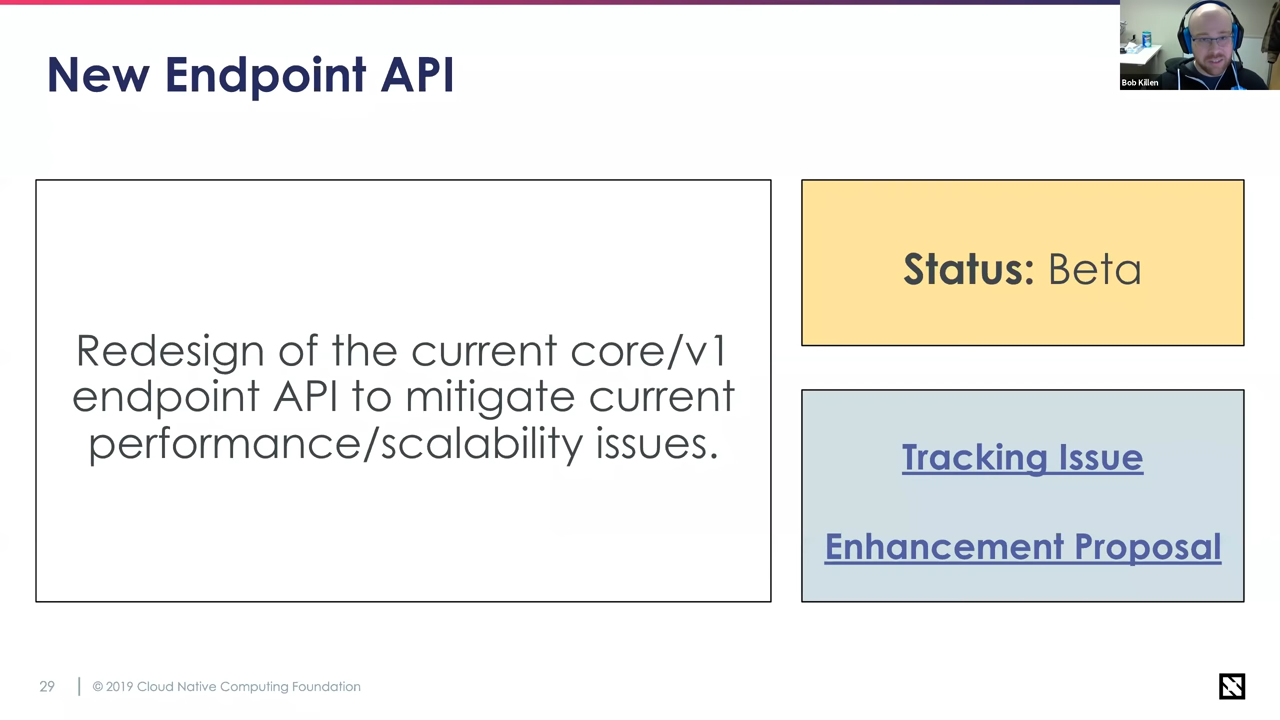 New Endpoint API
Bob Killen
Redesign of the current core/v1
endpoint API to mitigate current
performance/scalability issues.
Status: Beta
Tracking Issue
Enhancement Proposal
29
© 2019 Cloud Native Computing Foundation